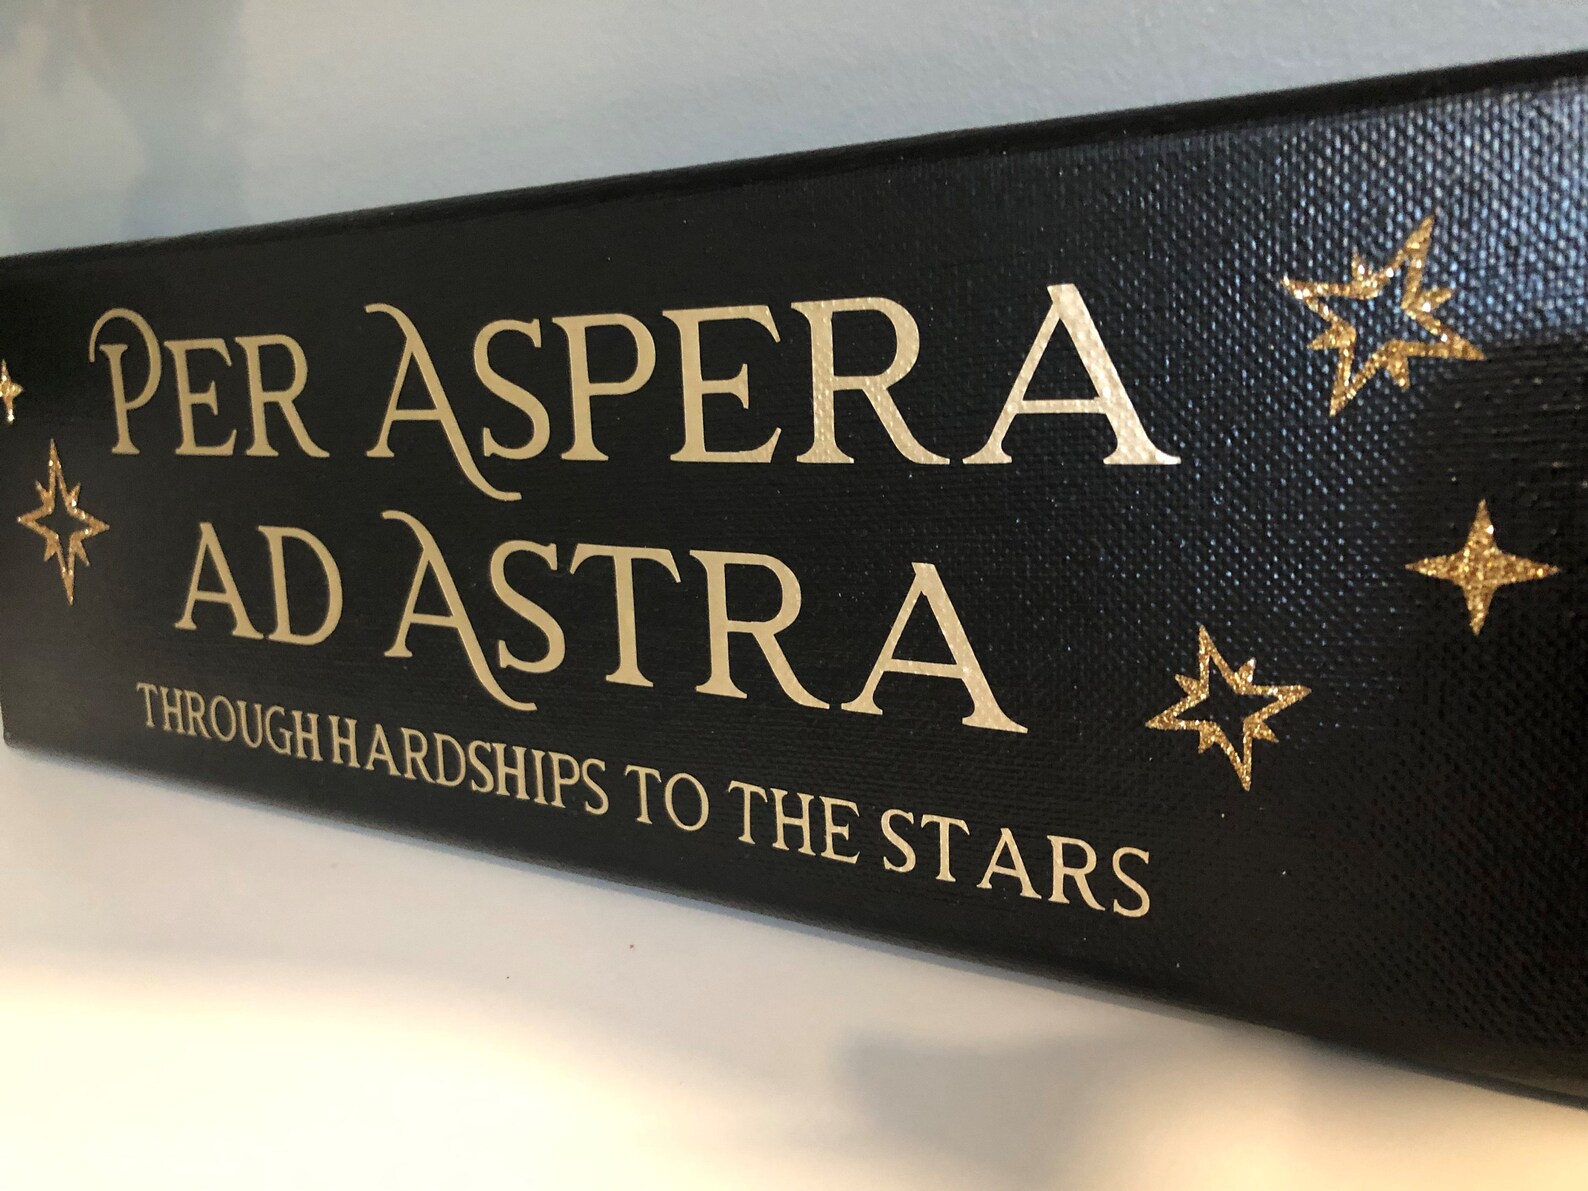 PER ASPERA
AD ASTRA
THROUGH HARDSHIPS TO THE STARS